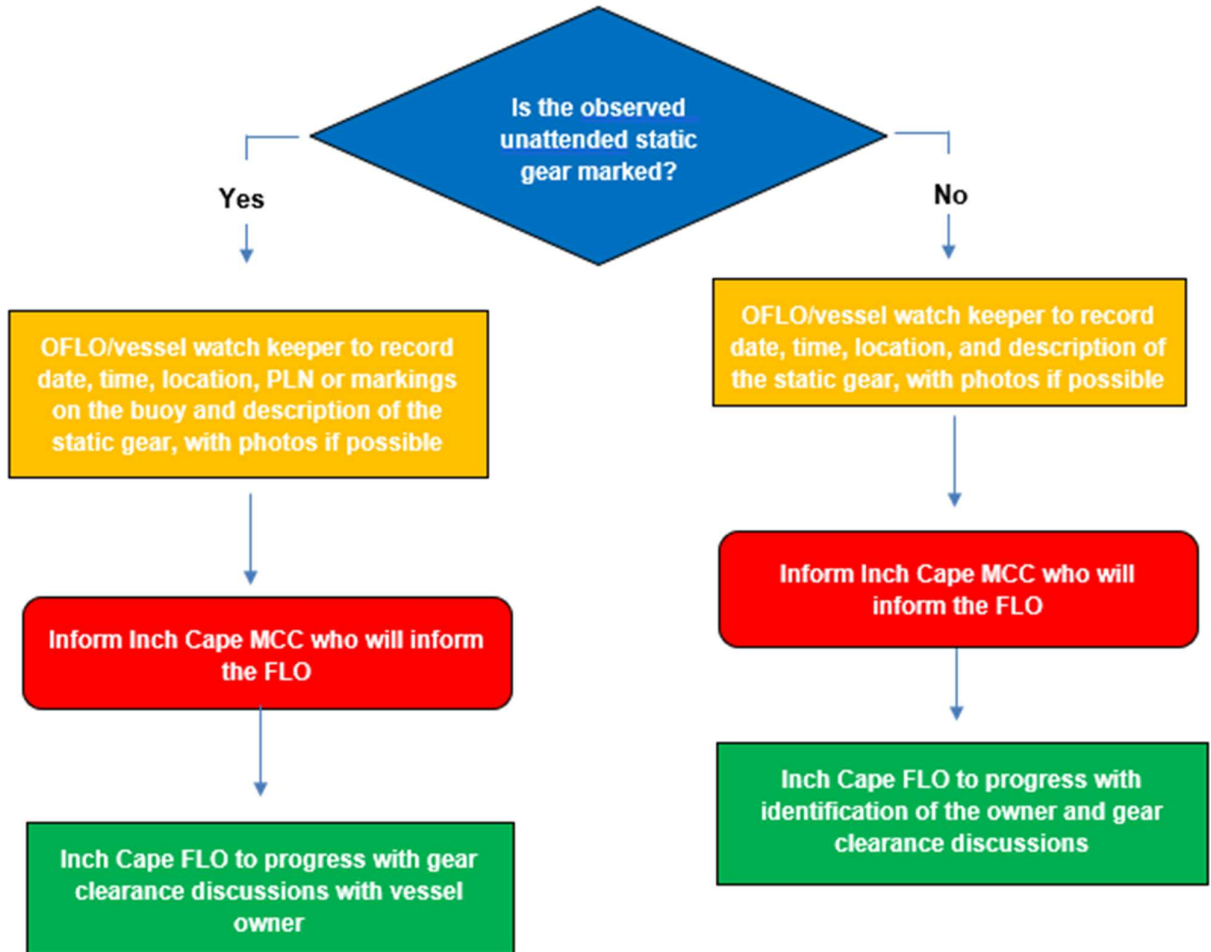 Is the observed
unattended static
gear marked?
Yes
No
OFLO/vessel watch keeper to record
date, time, location, PLN or markings
on the buoy and description of the
static gear, with photos if possible
OFLO/vessel watch keeper to record
date, time, location, and description of
the static gear, with photos if possible
Inform Inch Cape MCC who will inform
the FLO
Inform Inch Cape MCC who will
inform the FLO
Inch Cape FLO to progress with gear
clearance discussions with vessel
owner
Inch Cape FLO to progress with
identification of the owner and gear
clearance discussions